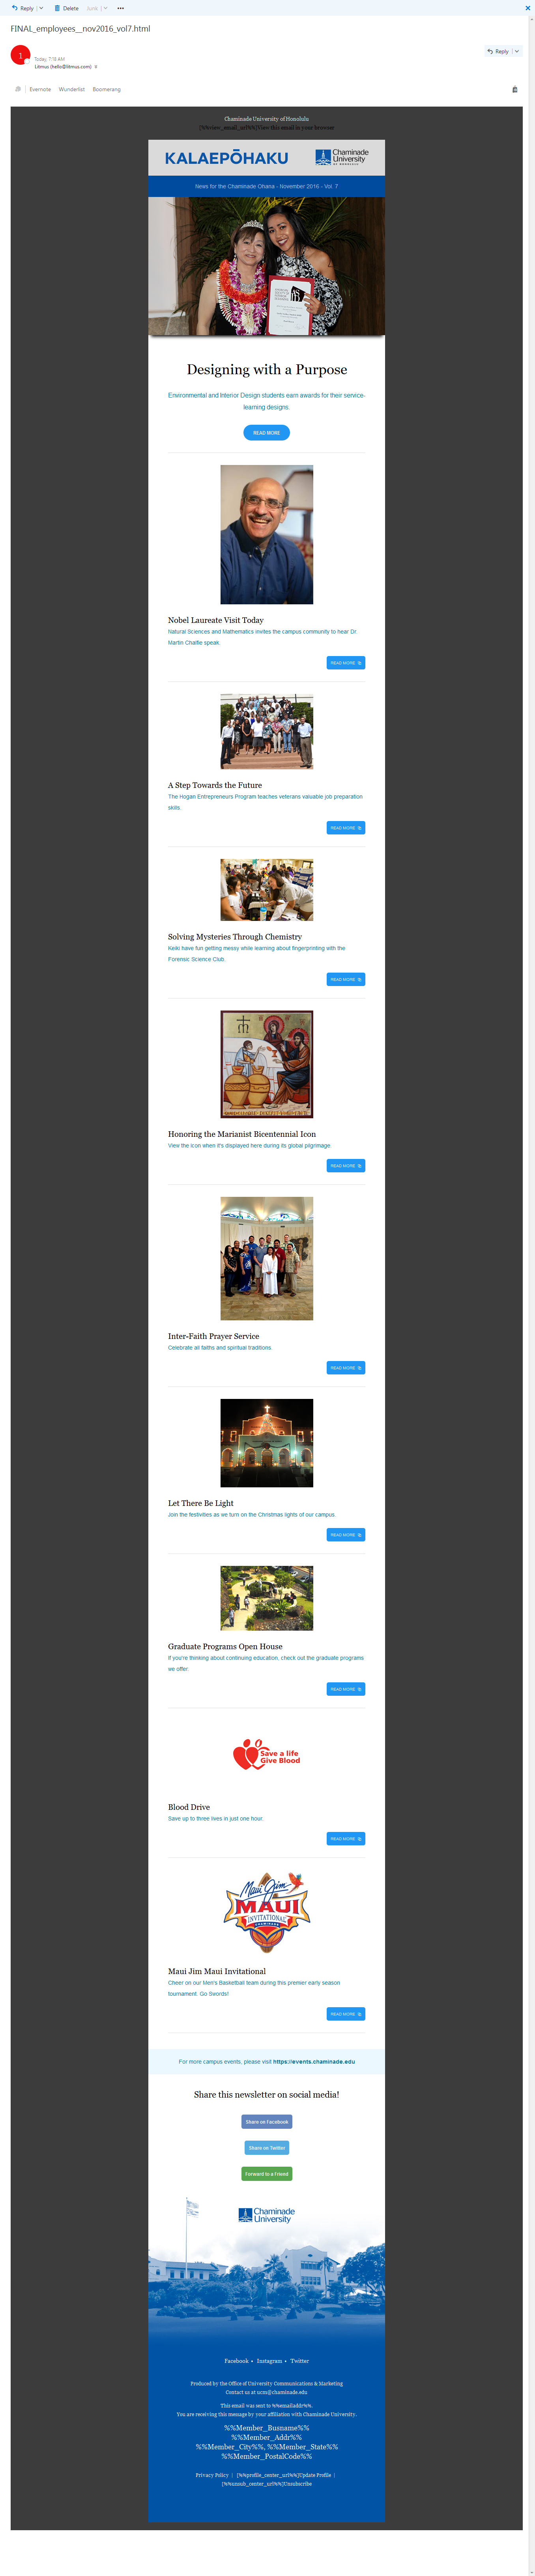 Reply
Delete
Junk
FINAL_employees__nov2016_vol7.html
1
Today, 7:19 AM
Litmus (hello@litmus.com)
Reply
Evernote
Wunderlist
Boomerang
Chaminade University of Honolulu
[%%view_email_url%%]View this email in your browser
KALAEPŌHAKU
Chaminade
University
OF HONOLULU
News for the Chaminade Ohana - November 2016 - Vol. 7
Designing with a Purpose
Environmental and Interior Design students earn awards for their service-
learning designs.
READ MORE
Nobel Laureate Visit Today
Natural Sciences and Mathematics invites the campus community to hear Dr.
Martin Chalfie speak.
READ MORE
A Step Towards the Future
The Hogan Entrepreneurs Program teaches veterans valuable job preparation
skills.
READ MORE
Solving Mysteries Through Chemistry
Keiki have fun getting messy while learning about fingerprinting with the
Forensic Science Club.
READ MORE
Honoring the Marianist Bicentennial Icon
View the icon when it's displayed here during its global pilgrimage.
READ MORE
Inter-Faith Prayer Service
Celebrate all faiths and spiritual traditions.
READ MORE
Let There Be Light
Join the festivities as we turn on the Christmas lights of our campus.
READ MORE
Graduate Programs Open House
If you're thinking about continuing education, check out the graduate programs
we offer.
READ MORE
Save a life
Give Blood
Blood Drive
Save up to three lives in just one hour.
READ MORE
Maui Jim
MAUI
INVITATIONAL
CHAMINADE
Maui Jim Maui Invitational
Cheer on our Men's Basketball team during this premier early season
tournament. Go Swords!
READ MORE
For more campus events, please visit https://events.chaminade.edu
Share this newsletter on social media!
Share on Facebook
Share on Twitter
Forward to a Friend
Chaminade
University
Facebook • Instagram • Twitter
Produced by the Office of University Communications & Marketing
Contact us at ucm@chaminade.edu.
This email was sent to %%emailaddr%%.
You are receiving this message by your affiliation with Chaminade University.
%%Member_Busname%%
%%Member_Addr%%
%%Member_City%%, %%Member_State%%
%%Member_PostalCode%%
Privacy Policy | [%%profile_center_url%%]Update Profile |
[%%unsub_center_url%%]Unsubscribe